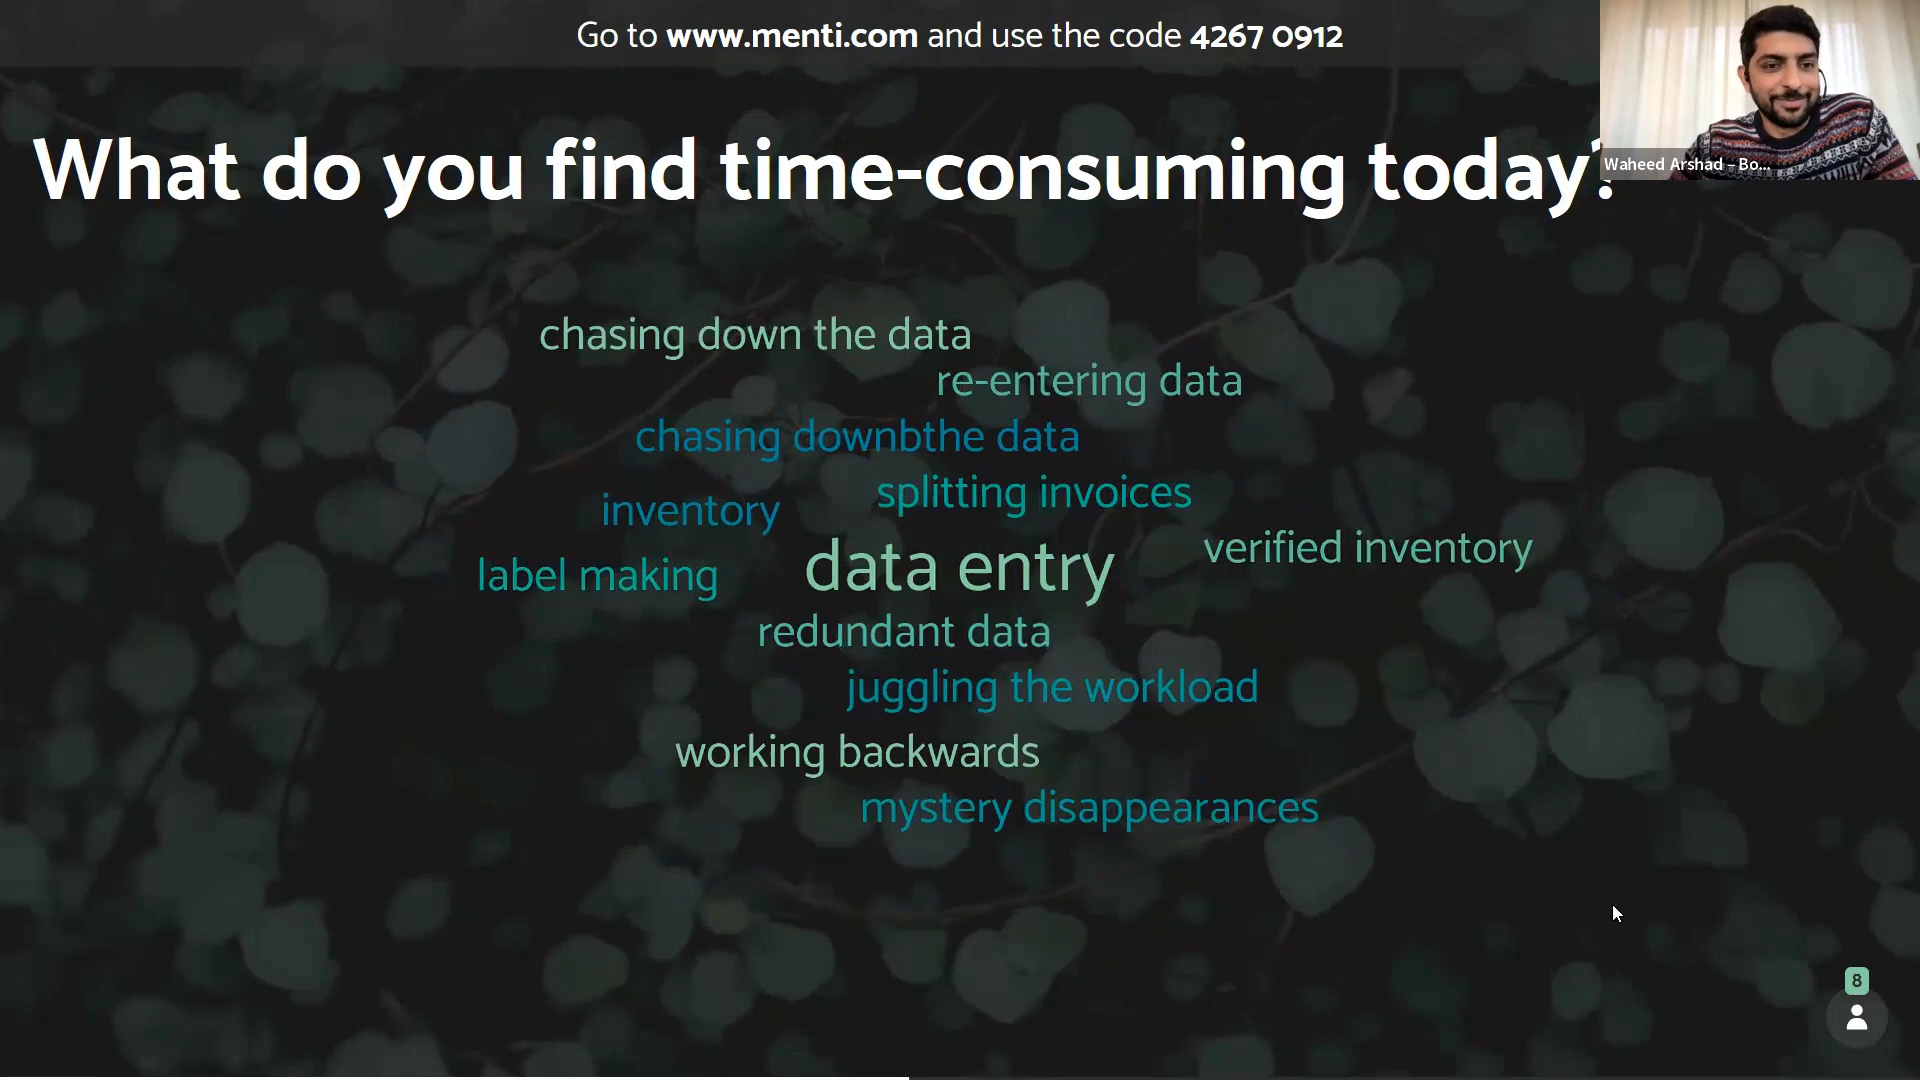 Go to www.menti.com and use the code 4267 0912
Waheed Arshad – Bo...
What do you find time-consuming today?
chasing down the data
re-entering data
chasing downbthe data
splitting invoices
inventory
verified inventory
data entry
label making
redundant data
juggling the workload
working backwards
mystery disappearances
8